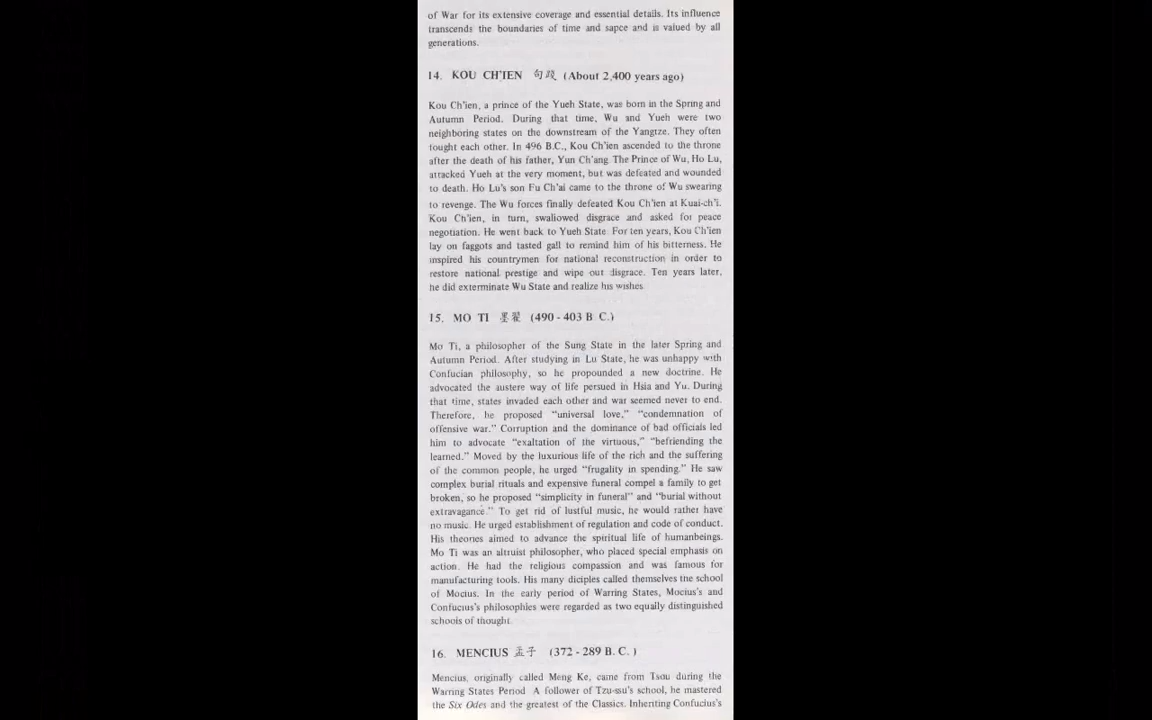 of War for its extensive coverage and essential details. Its influence
transcends the boundaries of time and sapce and is valued by all
generations.
14. KOU CH'IEN 句踐 (About 2,400 years ago)
Kou Ch'ien, a prince of the Yueh State, was born in the Spring and
Autumn Period. During that time, Wu and Yueh were two
neighboring states on the downstream of the Yangtze. They often
fought each other. In 496 B.C., Kou Ch'ien ascended to the throne
after the death of his father, Yun Ch'ang. The Prince of Wu, Ho Lu,
attracked Yueh at the very moment, but was defeated and wounded
to death. Ho Lu's son Fu Ch'ai came to the throne of Wu swearing
to revenge. The Wu forces finally defeated Kou Ch'ien at Kuai-ch'i.
Kou Ch'ien, in turn, swallowed disgrace and asked for peace
negotiation. He went back to Yueh State. For ten years, Kou Ch'ien
lay on faggots and tasted gall to remind him of his bitterness. He
inspired his countrymen for national reconstruction in order to
restore national prestige and wipe out disgrace. Ten years later,
he did exterminate Wu State and realize his wishes.
15. MO TI 墨翟 (490 - 403 B C.)
Mo Ti, a philosopher of the Sung State in the later Spring and
Autumn Period. After studying in Lu State, he was unhappy with
Confucian philosophy, so he propounded a new doctrine. He
advocated the austere way of life persued in Hsia and Yu. During
that time, states invaded each other and war seemed never to end.
Therefore, he proposed "universal love," "condemnation of
offensive war." Corruption and the dominance of bad officials led
him to advocate "exaltation of the virtuous," "befriending the
learned." Moved by the luxurious life of the rich and the suffering
of the common people, he urged "frugality in spending." He saw
complex burial rituals and expensive funeral compel a family to get
broken, so he proposed "simplicity in funeral" and "burial without
extravagance." To get rid of lustful music, he would rather have
no music. He urged establishment of regulation and code of conduct.
His theories aimed to advance the spiritual life of humanbeings.
Mo Ti was an altruist philosopher, who placed special emphasis on
action. He had the religious compassion and was famous for
manufacturing tools. His many diciples called themselves the school
of Mocius. In the early period of Warring States, Mocius's and
Confucius's philosophies were regarded as two equally distinguished
schools of thought.
16. MENCIUS 孟子 (372 - 289 B. C. )
Mencius, originally called Meng Ke, came from Tsou during the
Warring States Period A follower of Tzu-ssu's school, he mastered
the Six Odes and the greatest of the Classics. Inheriting Confucius's